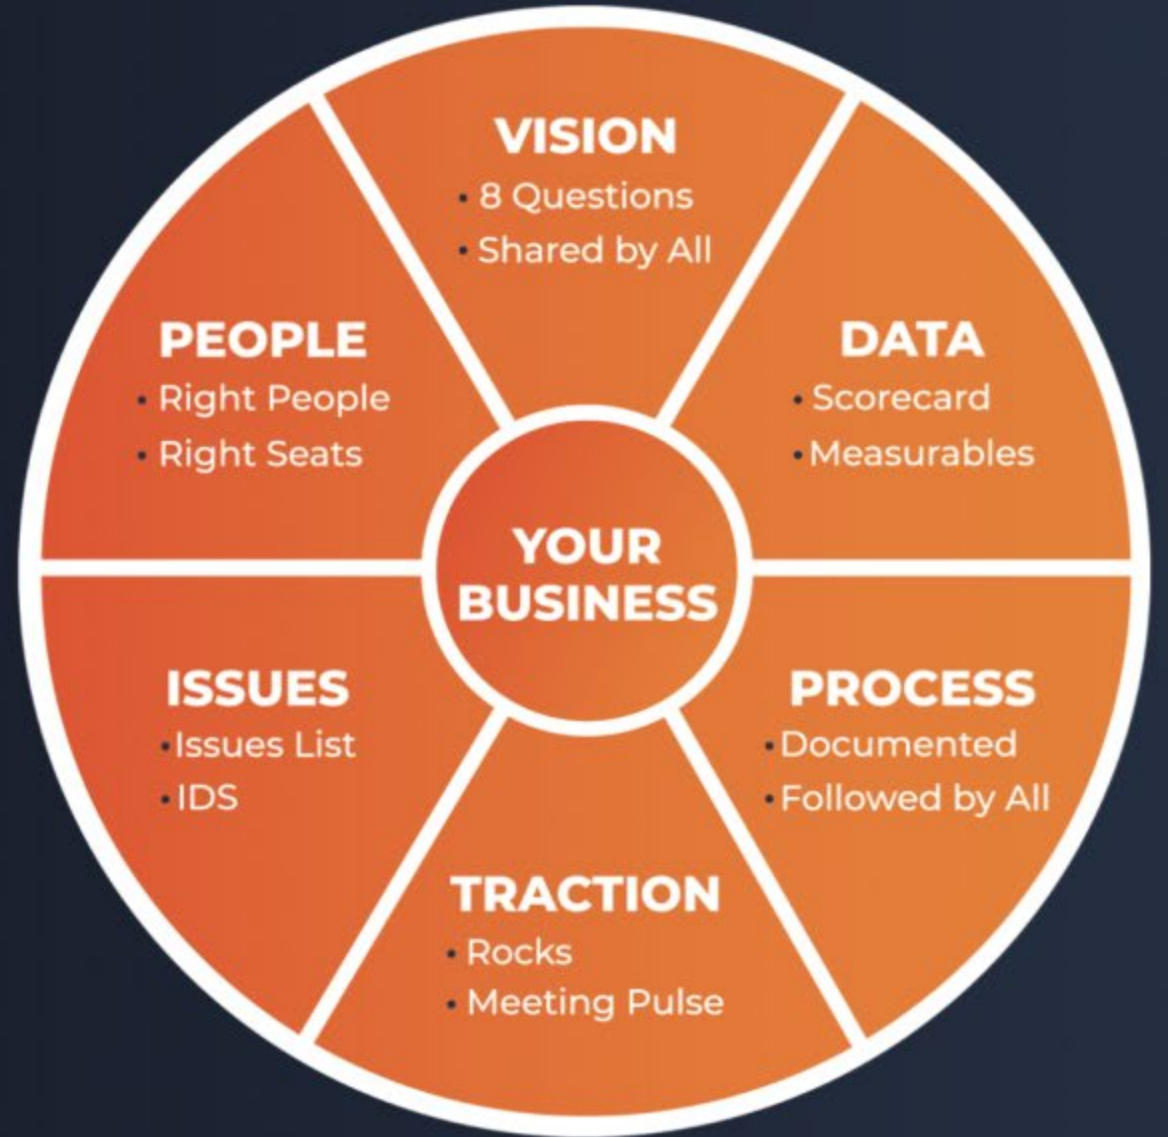 VISION
• 8 Questions
• Shared by All
PEOPLE
• Right People
• Right Seats
DATA
• Scorecard
• Measurables
YOUR
BUSINESS
ISSUES
• Issues List
• IDS
PROCESS
• Documented
• Followed by All
TRACTION
• Rocks
• Meeting Pulse